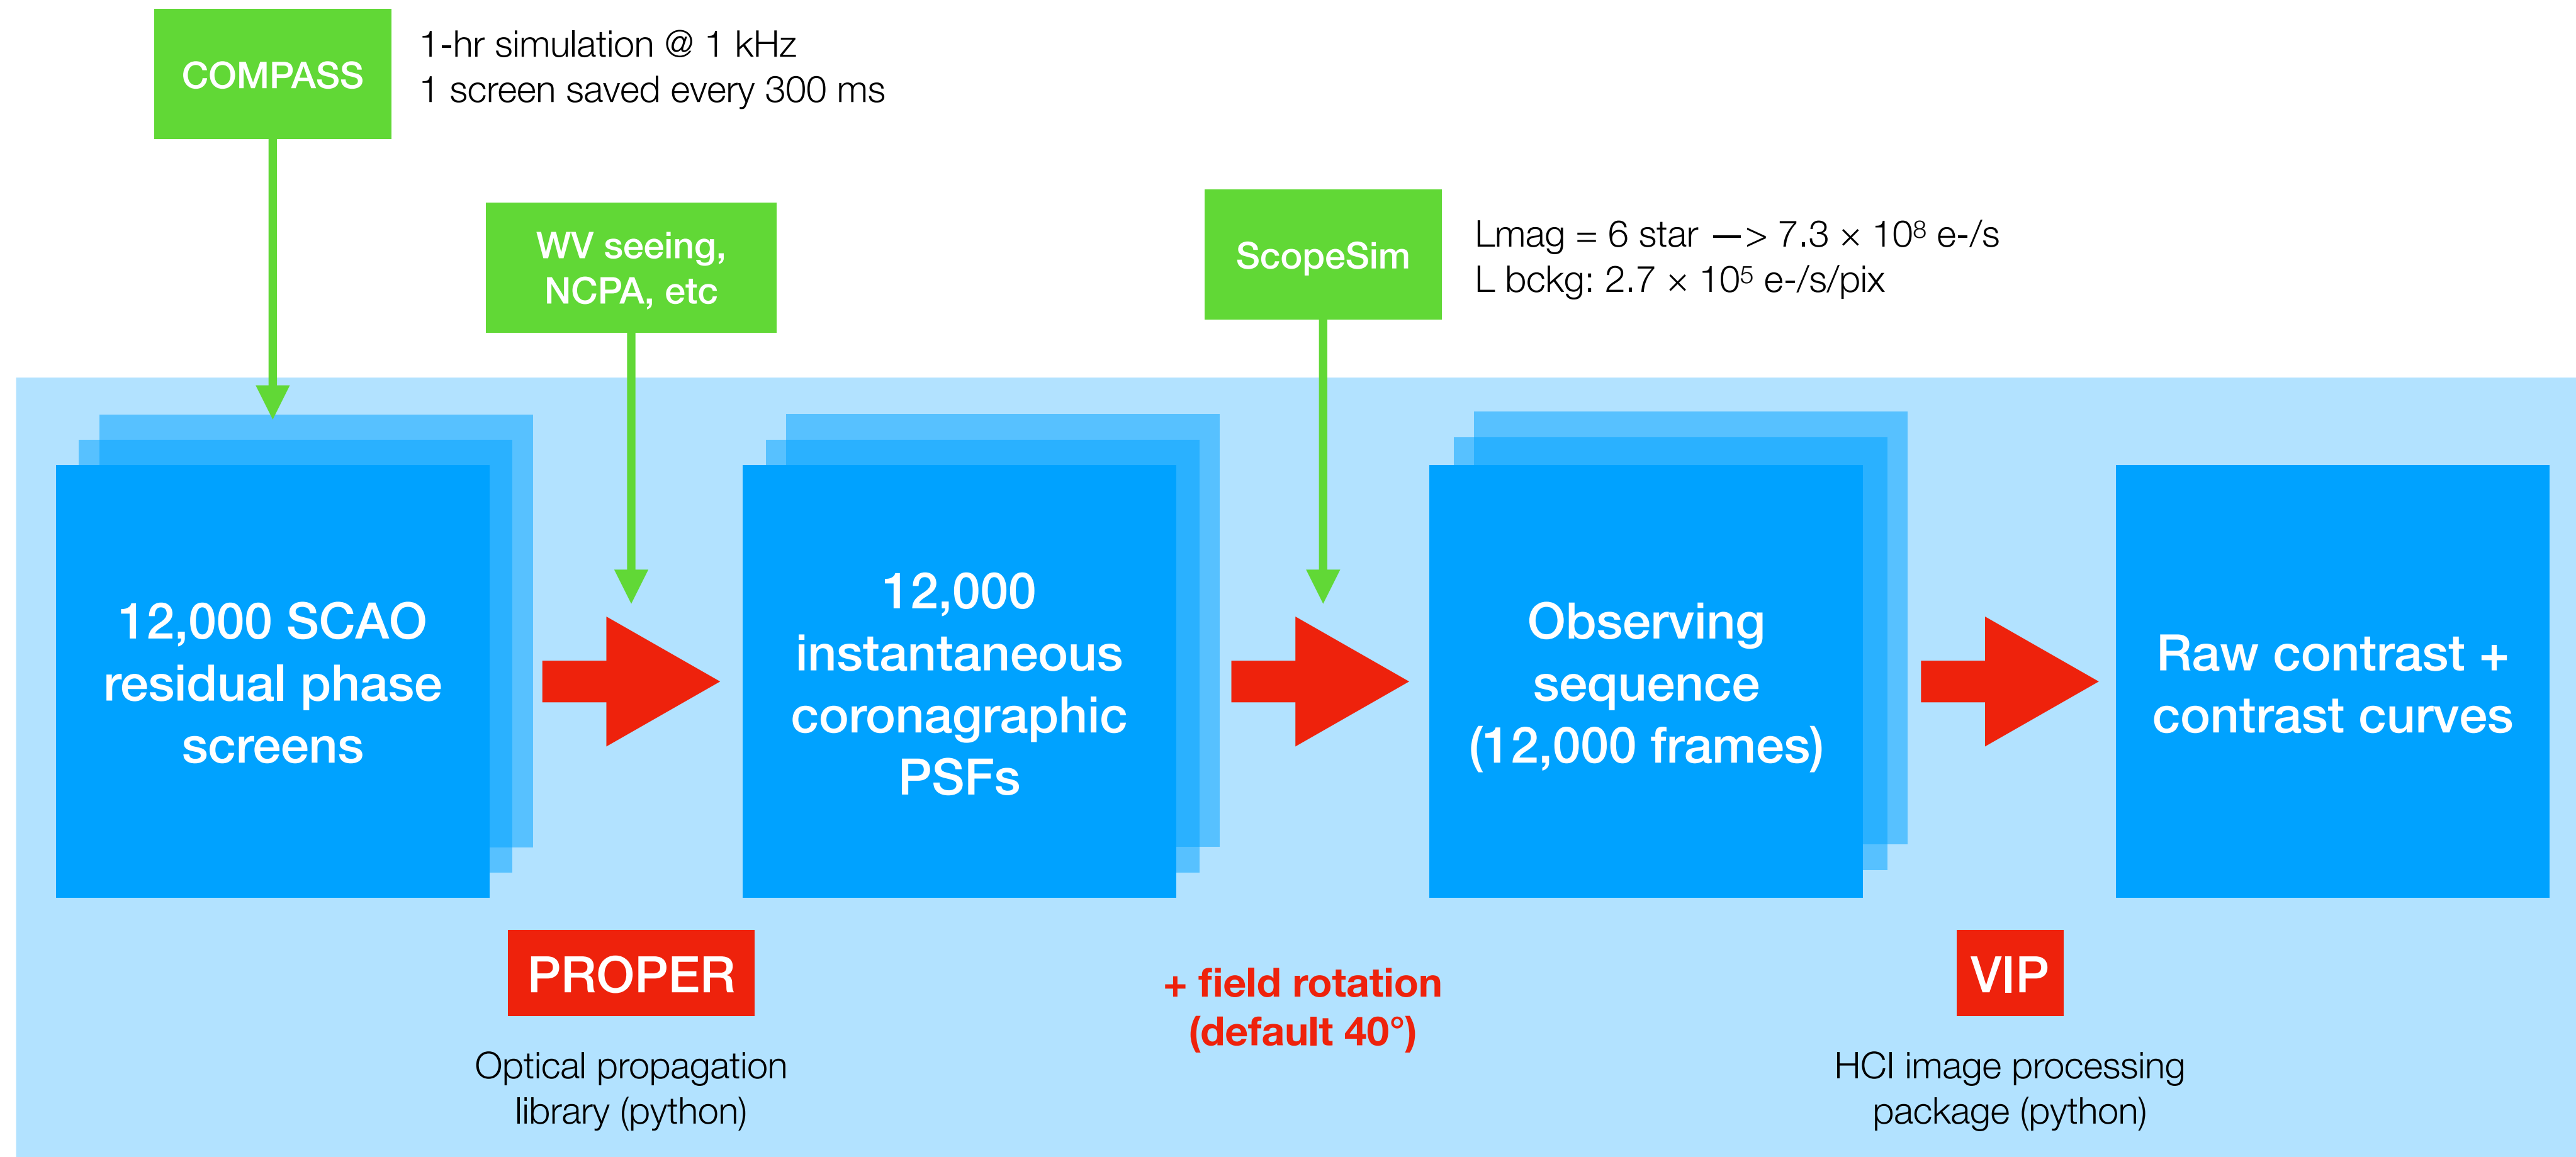 COMPASS
1-hr simulation @ 1 kHz
1 screen saved every 300 ms
WV seeing,
NCPA, etc
ScopeSim
Lmag = 6 star —> 7.3 × 10⁸ e-/s
L bckg: 2.7 × 10⁵ e-/s/pix
12,000 SCAO
residual phase
screens
12,000
instantaneous
coronagraphic
PSFs
Observing
sequence
(12,000 frames)
Raw contrast +
contrast curves
PROPER
Optical propagation
library (python)
+ field rotation
(default 40°)
VIP
HCI image processing
package (python)